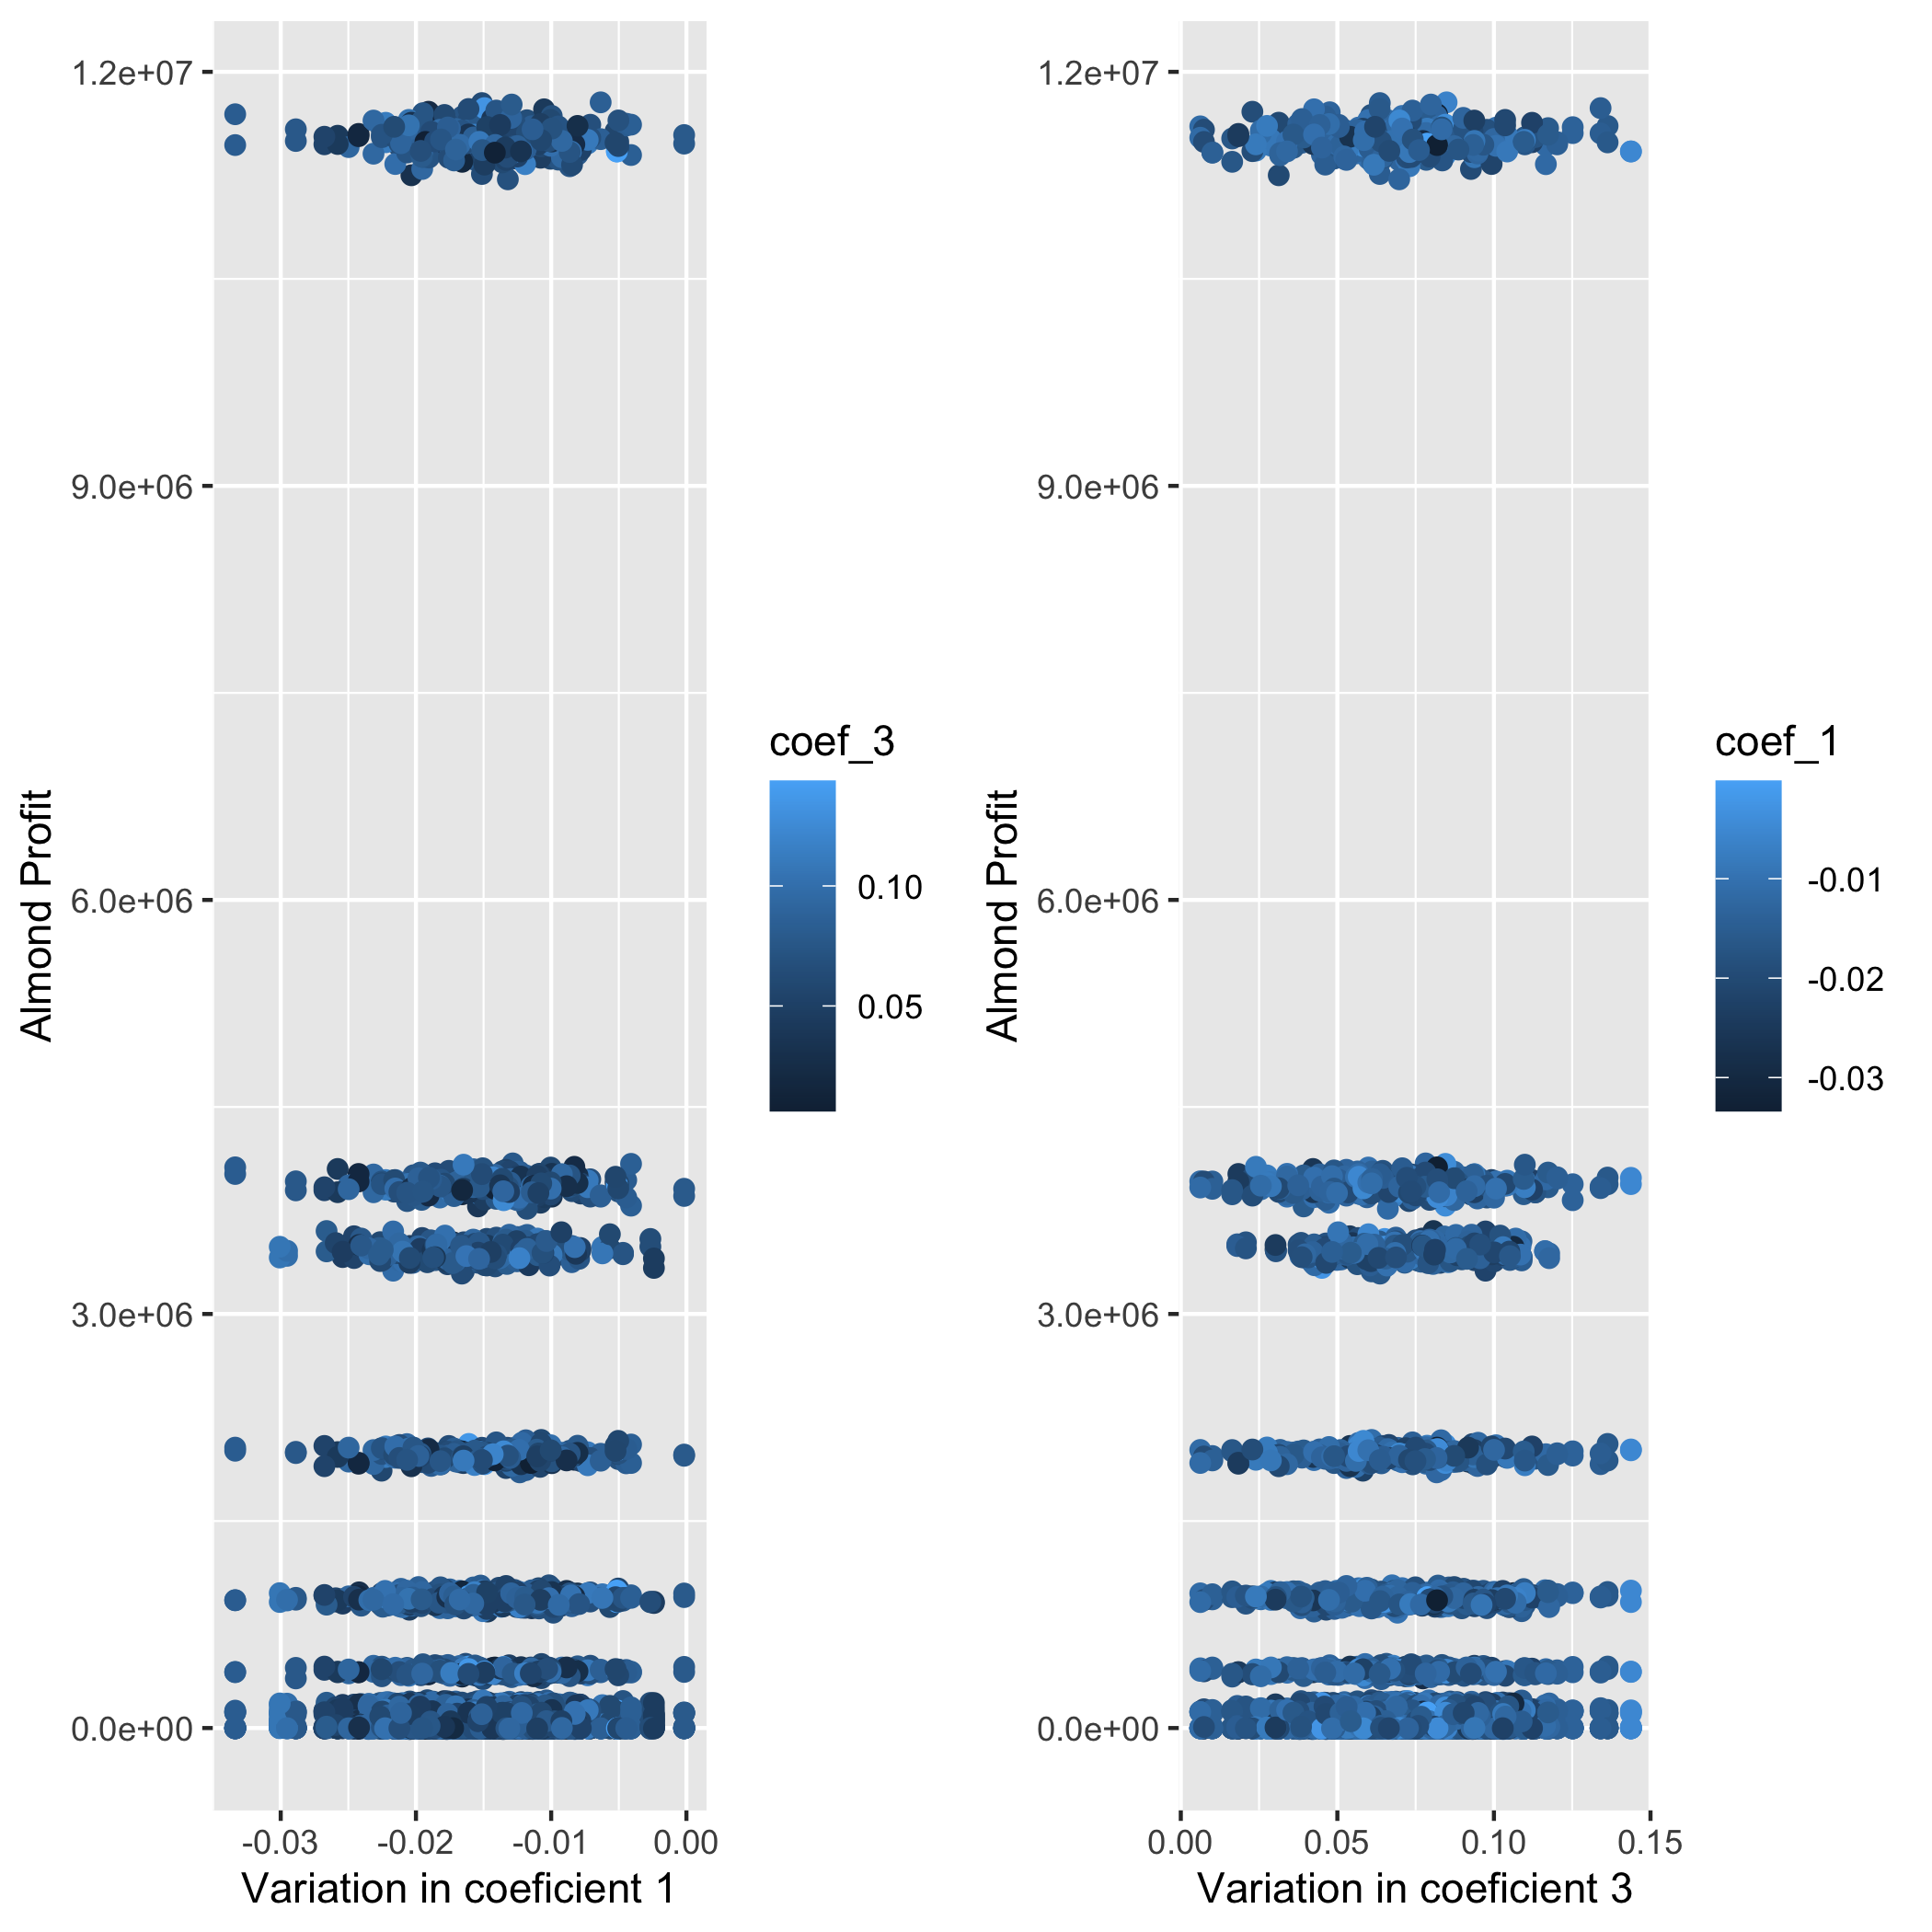 Almond Profit
1.2e+07
9.0e+06
6.0e+06
3.0e+06
0.0e+00
-0.03 -0.02 -0.01 0.00
Variation in coeficient 1
coef_3
0.10
0.05
Almond Profit
1.2e+07
9.0e+06
6.0e+06
3.0e+06
0.0e+00
0.00 0.05 0.10 0.15
Variation in coeficient 3
coef_1
-0.01
-0.02
-0.03